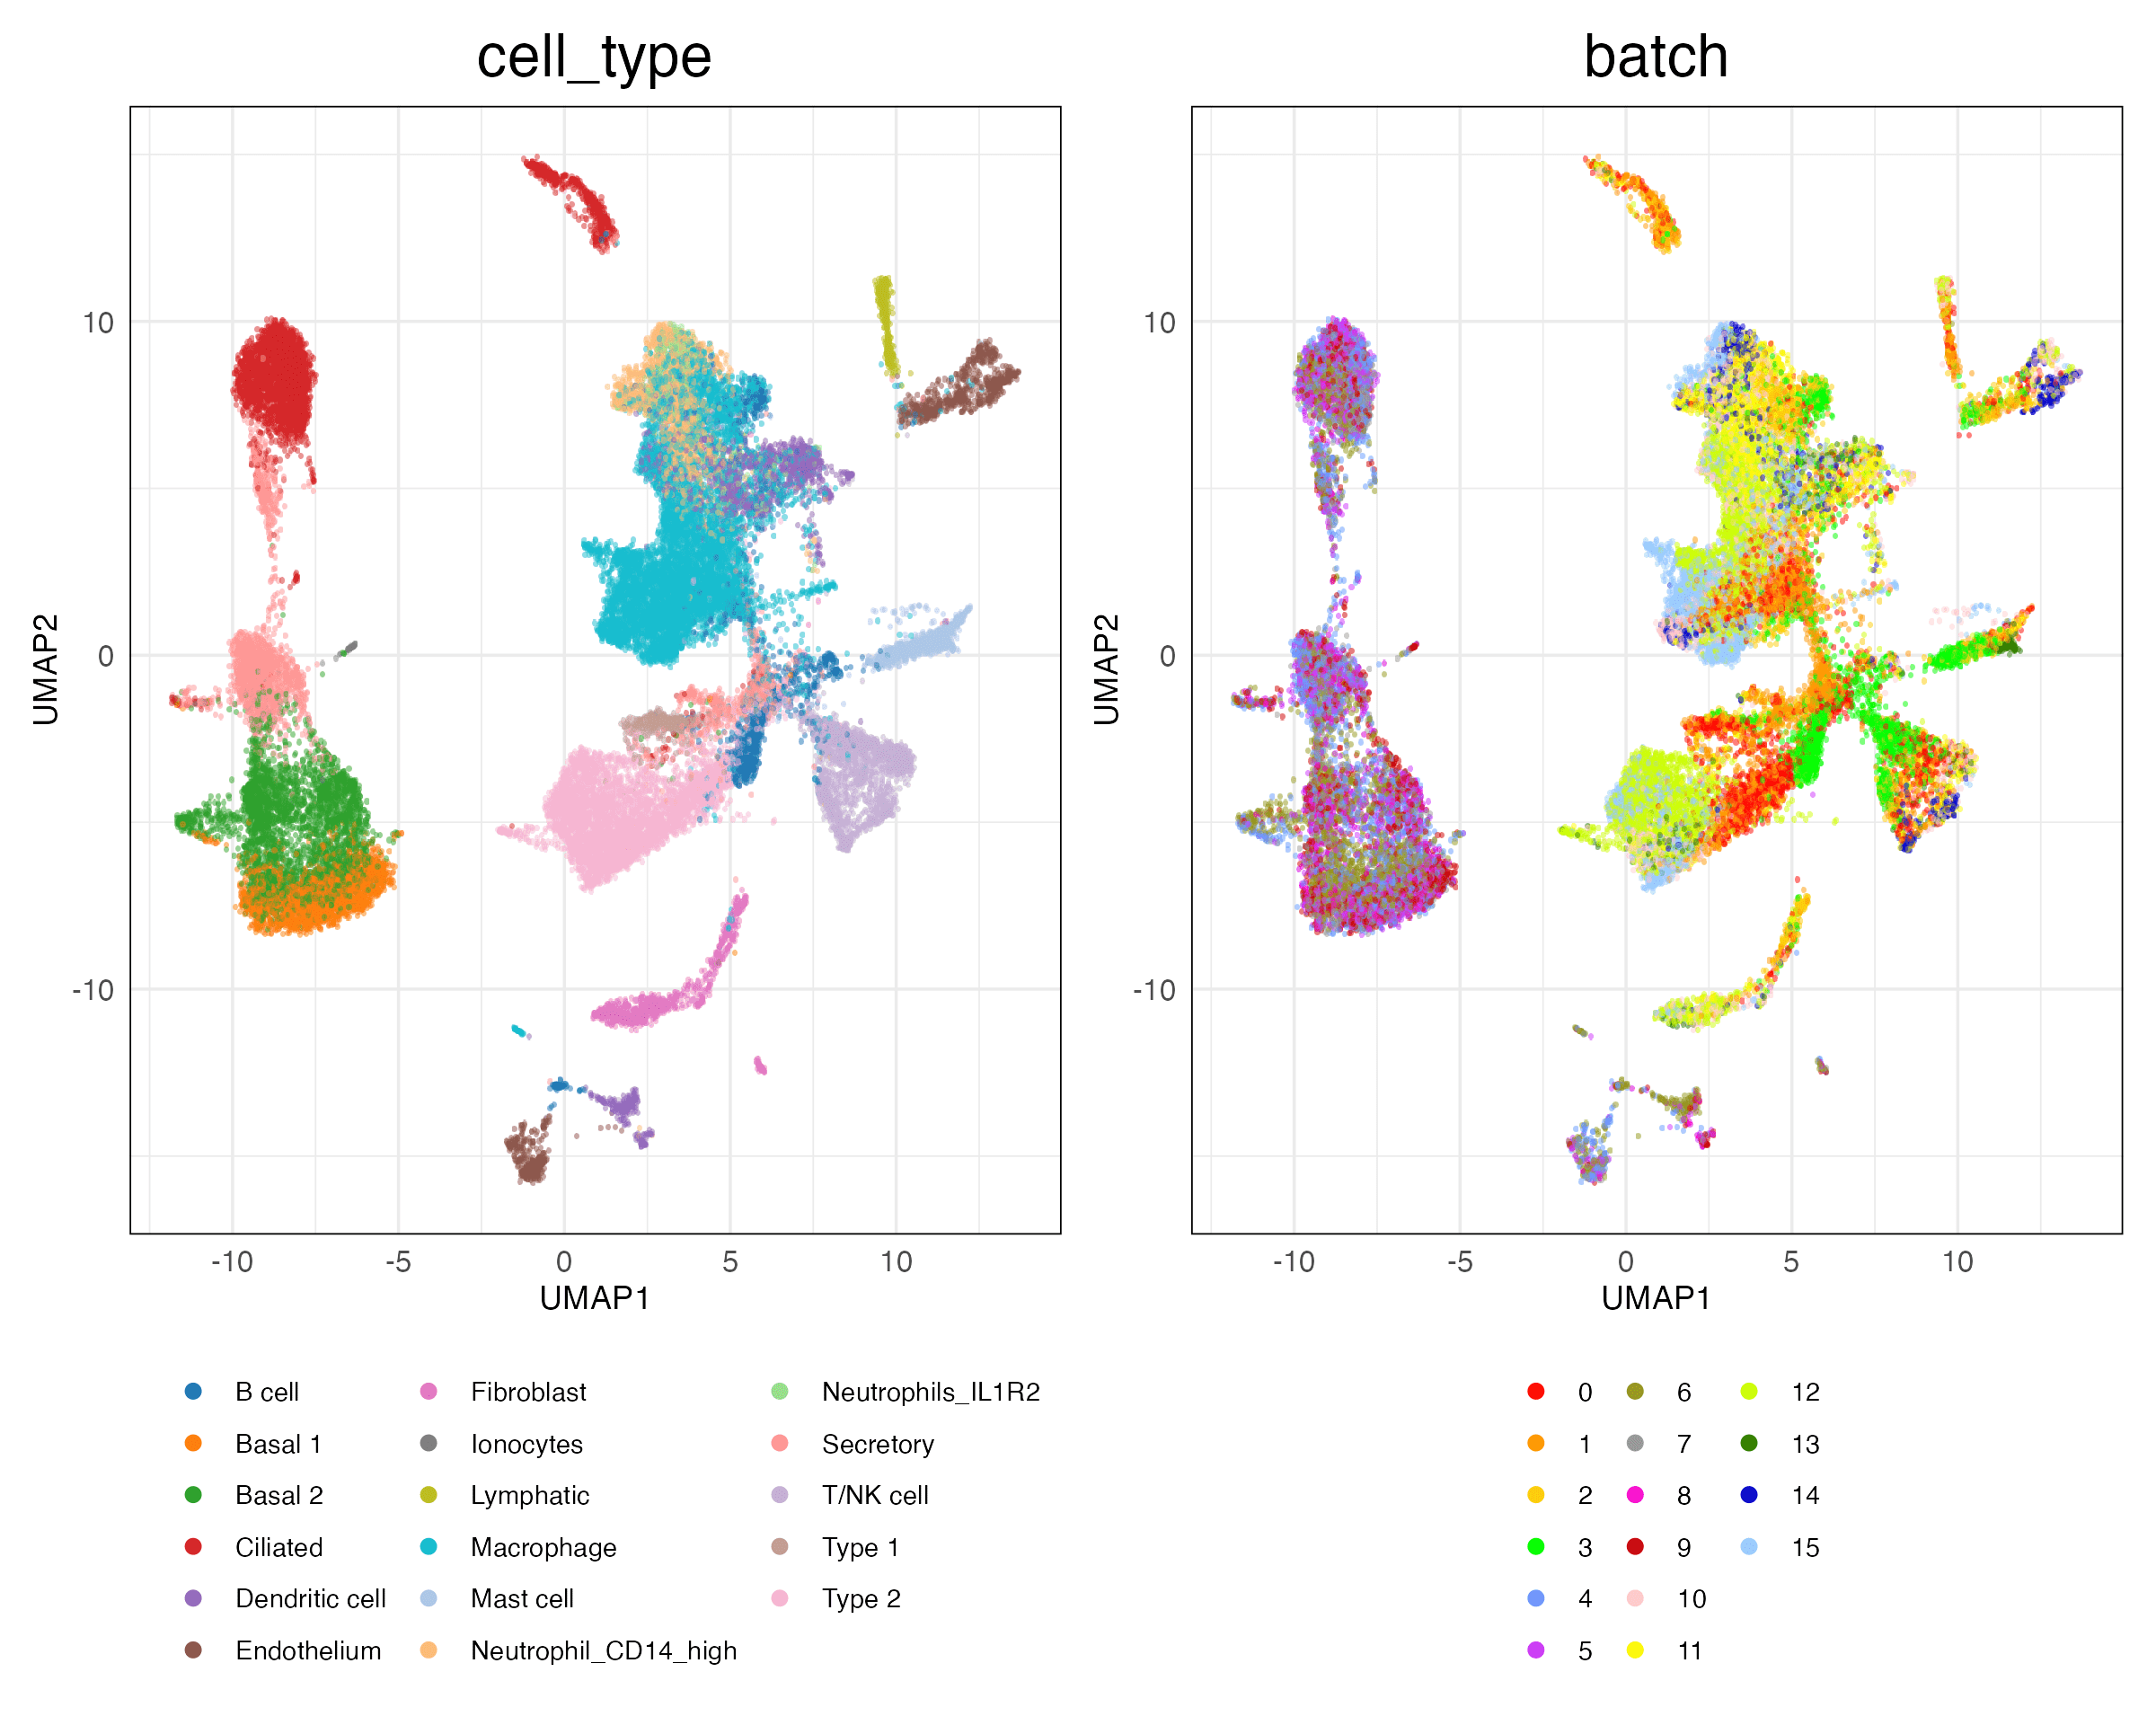 cell_type
batch
10
0
-10
UMAP2
-10 -5 0 5 10
UMAP1
10
0
-10
UMAP2
-10 -5 0 5 10
UMAP1
B cell
Basal 1
Basal 2
Ciliated
Dendritic cell
Endothelium
Fibroblast
Ionocytes
Lymphatic
Macrophage
Mast cell
Neutrophil_CD14_high
Neutrophils_IL1R2
Secretory
T/NK cell
Type 1
Type 2
0
1
2
3
4
5
6
7
8
9
10
11
12
13
14
15